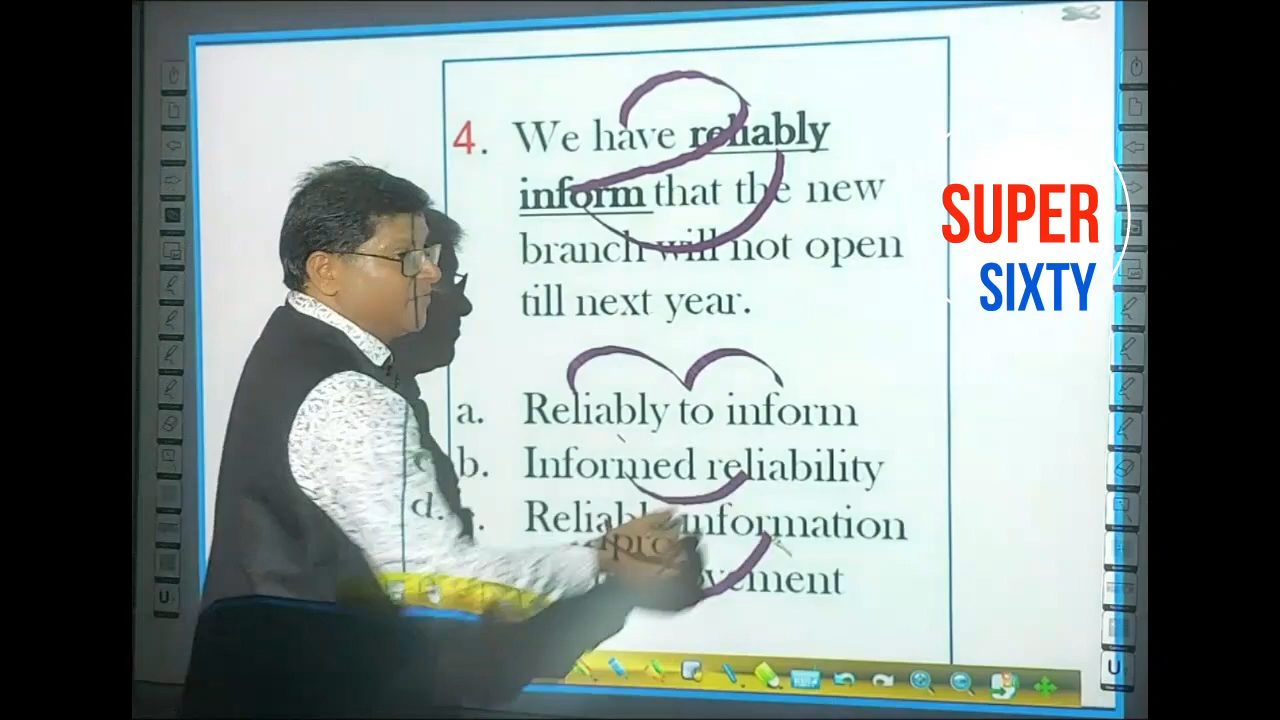 4. We have reliably
inform that the new
branch will not open
till next year.
a. Reliably to inform
b. Informed reliability
Reliable information
d.
vement
SUPER
SIXTY